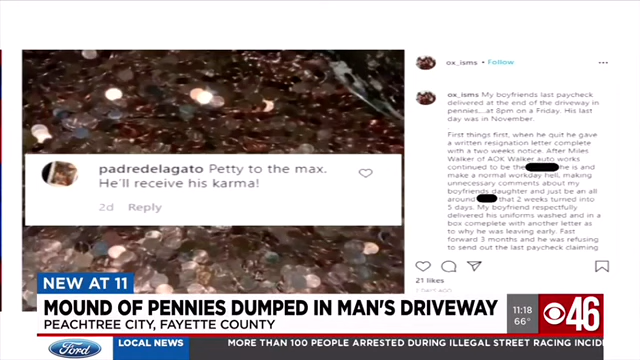 ox_isms • Follow
ox_isms My boyfriends last paycheck
delivered at the end of the driveway in
pennies,...at 8pm on a Friday. His last
day was in November.
First things first, when he quit he gave
a written resignation letter complete
with a two weeks notice. After Miles
Walker of AOK Walker auto works
continued to be the he is and
make a normal workday hell, making
unnecessary comments about my
boyfriends daughter and just be an all
around that 2 weeks turned into
5 days. My boyfriend respectfully
delivered his uniforms washed and in a
box comeplete with another letter as
to why he was leaving early. Fast
forward 3 months and he was refusing
to send out the last paycheck claiming
21 likes
padredelagato Petty to the max.
He'll receive his karma!
2d Reply
NEW AT 11
MOUND OF PENNIES DUMPED IN MAN'S DRIVEWAY
PEACHTREE CITY, FAYETTE COUNTY
11:18
66°
46
Ford
LOCAL NEWS
MORE THAN 100 PEOPLE ARRESTED DURING ILLEGAL STREET RACING INCID